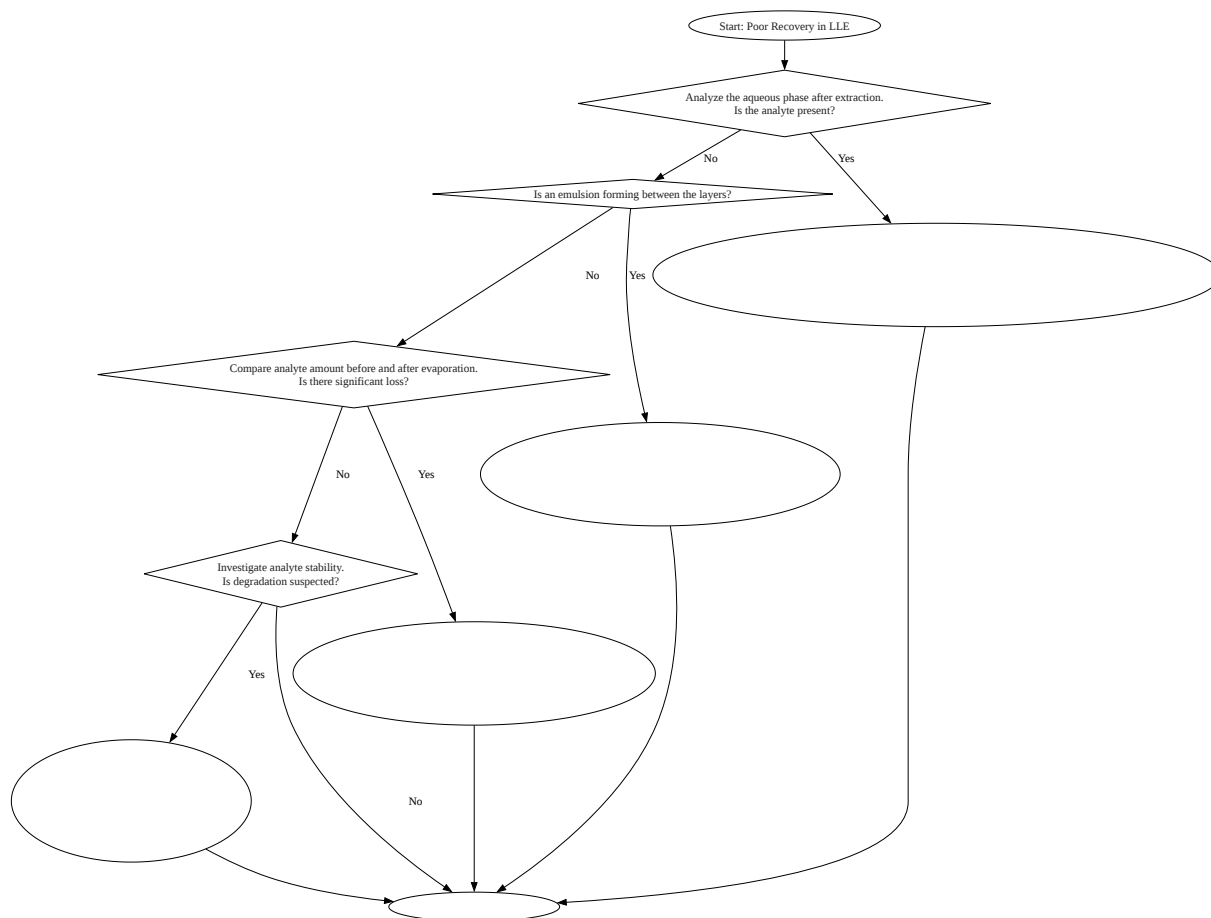 Start: Poor Recovery in LLE
Analyze the aqueous phase after extraction.
Is the analyte present?
No
Yes
Is an emulsion forming between the layers?
No
Yes
Compare analyte amount before and after evaporation.
Is there significant loss?
No
Yes
Investigate analyte stability.
Is degradation suspected?
Yes
No